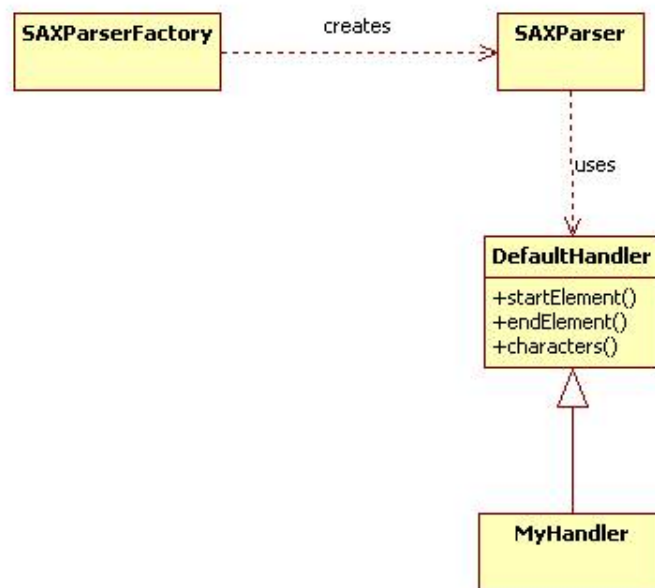 SAXParserFactory
creates
SAXParser
uses
DefaultHandler
+startElement()
+endElement()
+characters()
MyHandler